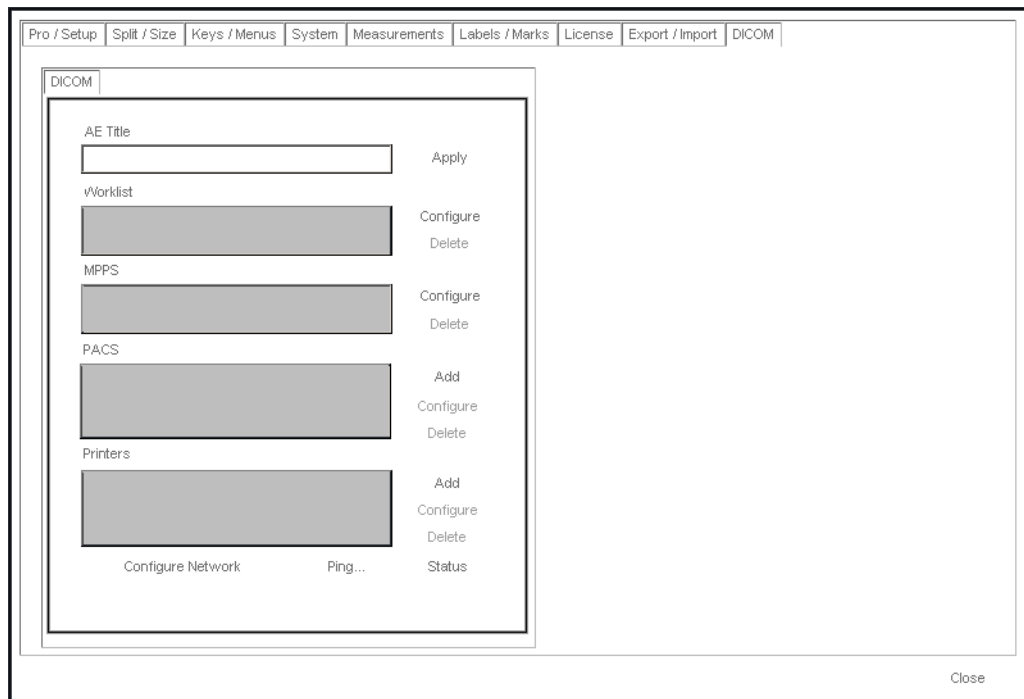 Pro / Setup Split / Size Keys / Menus System Measurements Labels / Marks License Export / Import DICOM
DICOM
AE Title
Apply
Worklist
Configure
Delete
MPPS
Configure
Delete
PACS
Add
Configure
Delete
Printers
Add
Configure
Delete
Configure Network Ping... Status
Close